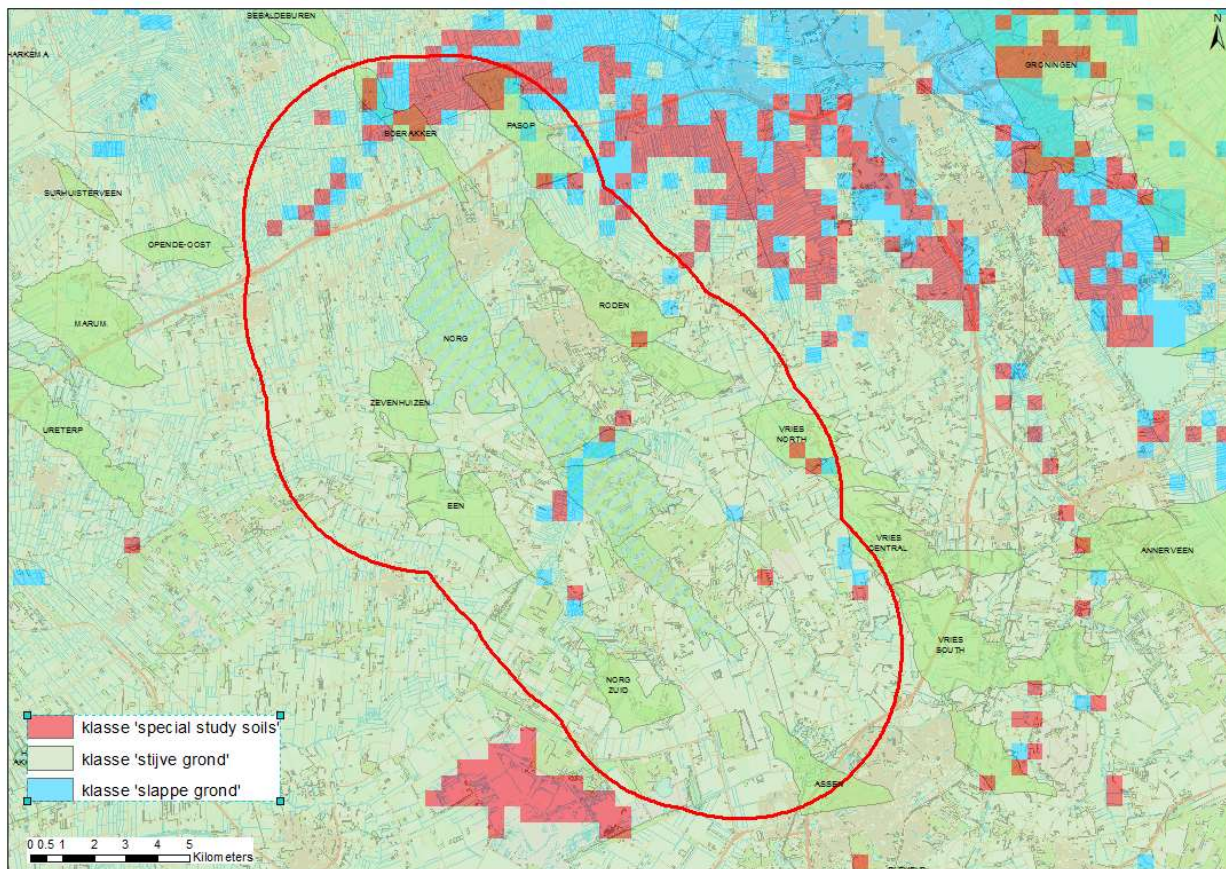 SEBALDEBUREN
HARKEMA
N
GRONINGEN
PASOP
BOERAKKER
SURHUISTERVEEN
OPENDE-OOST
MARUM
RODEN
NORG
ZEVENHUIZEN
URETERP
VRIES
NORTH
EEN
VRIES
CENTRAL
ANNERVEEN
VRIES
SOUTH
NORG
ZUID
ASSEN
klasse 'special study soils'
klasse 'stijve grond'
klasse 'slappe grond'
0 0.5 1 2 3 4 5
Kilometers